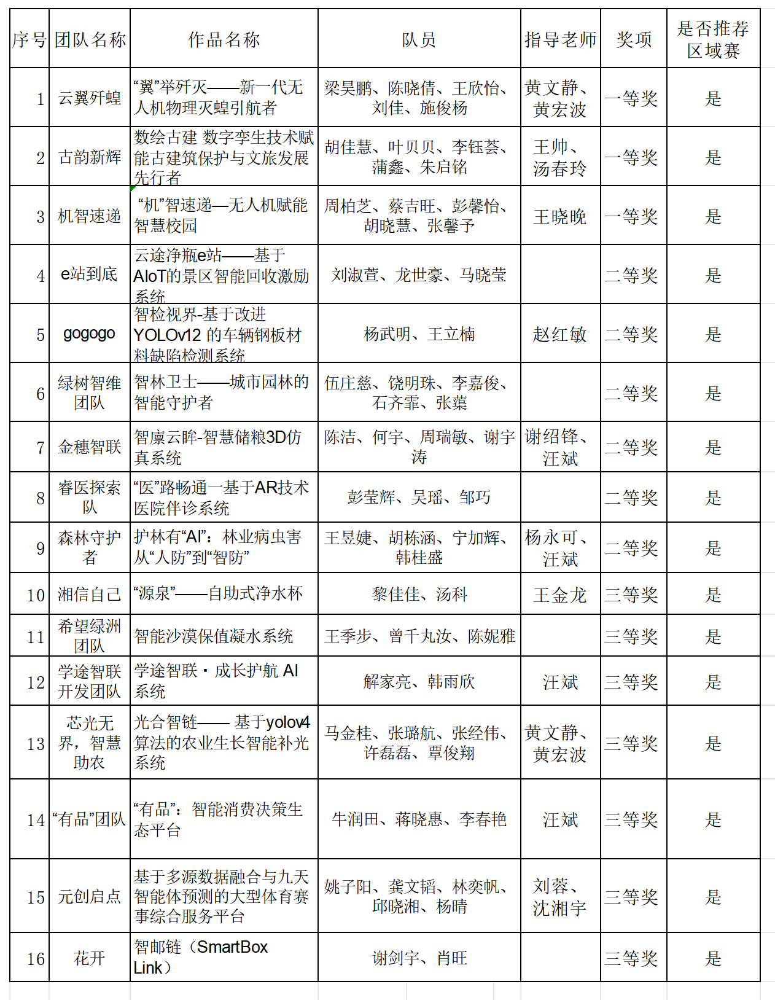 序号 团队名称 作品名称 队员 指导老师 奖项 是否推荐
区域赛
1 云翼歼蝗 “翼”举歼灭——新一代无
人机物理灭蝗引航者 梁昊鹏、陈晓倩、王欣怡、
刘佳、施俊杨 黄文静、
黄宏波 一等奖 是
2 古韵新辉 数绘古建 数字孪生技术赋
能古建筑保护与文旅发展
先行者 胡佳慧、叶贝贝、李钰荟、
蒲鑫、朱启铭 王帅、
汤春玲 一等奖 是
3 机智速递 “机”智速递—无人机赋能
智慧校园 周柏芝、蔡吉旺、彭馨怡、
胡晓慧、张馨予 王晓晚 一等奖 是
4 e站到底 云途净瓶e站——基于
AIoT的景区智能回收激励
系统 刘淑萱、龙世豪、马晓莹 二等奖 是
5 gogogo 智检视界-基于改进
YOLOv12 的车辆钢板材
料缺陷检测系统 杨武明、王立楠 赵红敏 二等奖 是
6 绿树智维
团队 智林卫士——城市园林的
智能守护者 伍庄慈、饶明珠、李嘉俊、
石齐霏、张蕖 二等奖 是
7 金穗智联 智廪云眸-智慧储粮3D仿
真系统 陈洁、何宇、周瑞敏、谢宇
涛 谢绍锋、
汪斌 二等奖 是
8 睿医探索
队 “医”路畅通一基于AR技术
医院伴诊系统 彭莹辉、吴瑶、邹巧 二等奖 是
9 森林守护
者 护林有“AI”：林业病虫害
从“人防”到“智防” 王昱婕、胡栋涵、宁加辉、
韩桂盛 杨永可、
汪斌 二等奖 是
10 湘信自己 “源泉”——自助式净水杯 黎佳佳、汤科 王金龙 三等奖 是
11 希望绿洲
团队 智能沙漠保值凝水系统 王季步、曾千丸汝、陈妮雅 三等奖 是
12 学途智联
开发团队 学途智联·成长护航 AI
系统 解家亮、韩雨欣 汪斌 三等奖 是
13 芯光无
界，智慧
助农 光合智链—— 基于yolov4
算法的农业生长智能补光
系统 马金桂、张璐航、张经伟、
许磊磊、覃俊翔 黄文静、
黄宏波 三等奖 是
14 “有品”团队 “有品”：智能消费决策生
态平台 牛润田、蒋晓惠、李春艳 汪斌 三等奖 是
15 元创启点 基于多源数据融合与九天
智能体预测的大型体育赛
事综合服务平台 姚子阳、龚文韬、林奕帆、
邱晓湘、杨晴 刘蓉、
沈湘宇 三等奖 是
16 花开 智邮链（SmartBox
Link） 谢剑宇、肖旺 三等奖 是